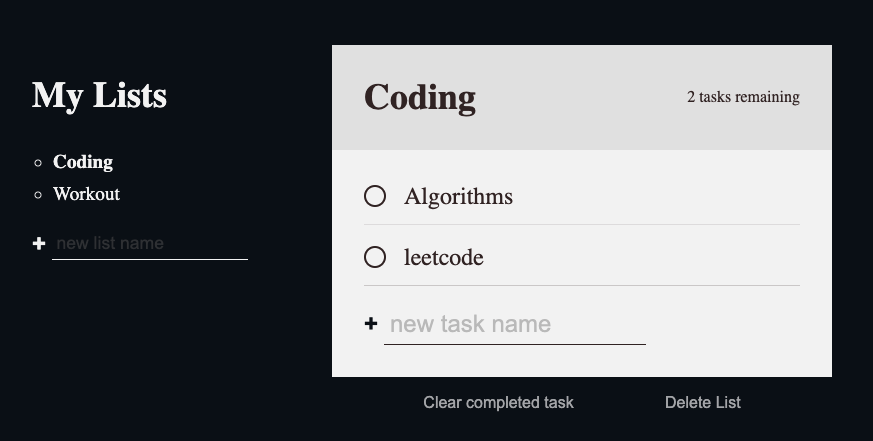 My Lists
Coding
Workout
+ new list name
Coding
2 tasks remaining
Algorithms
leetcode
+ new task name
Clear completed task
Delete List